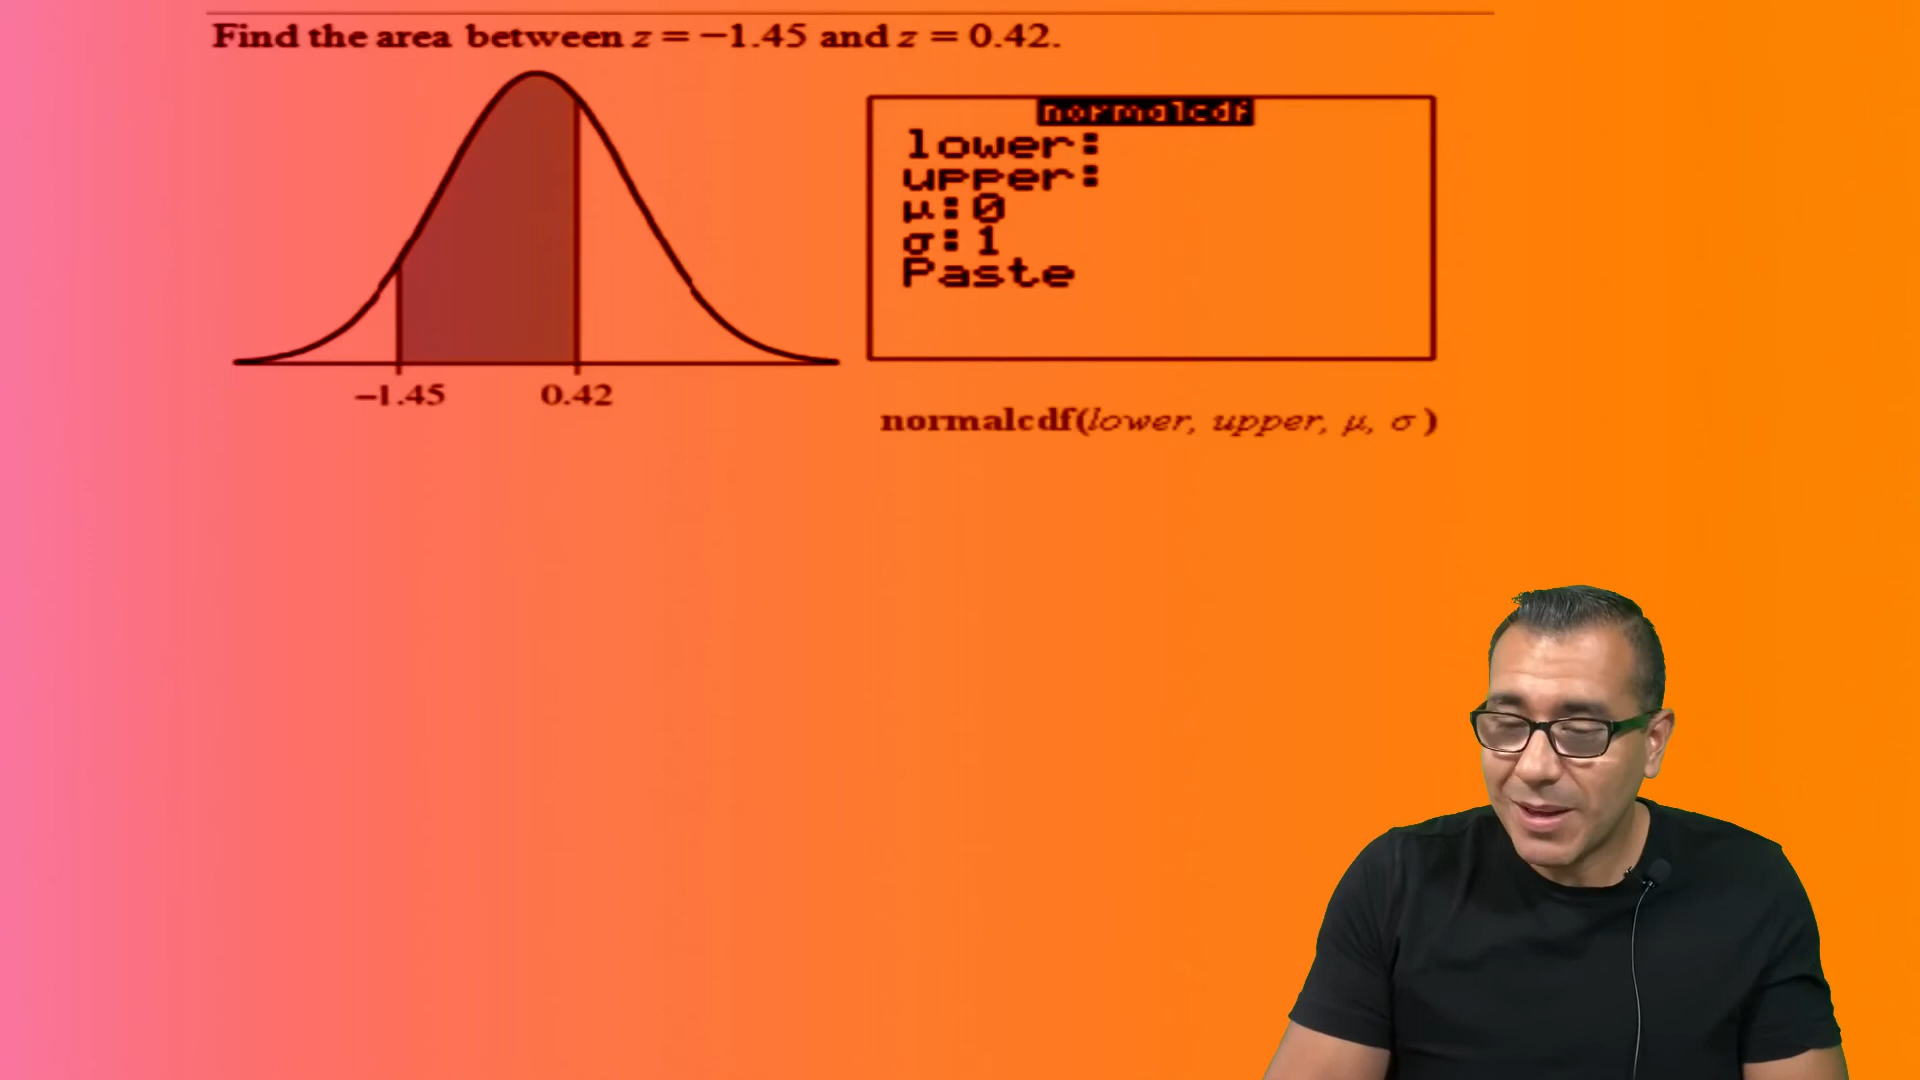 Find the area between z = −1.45 and z = 0.42.
normalcdf
lower:
upper:
μ:0
σ:1
Paste
−1.45
0.42
normalcdf(lower, upper, μ, σ )